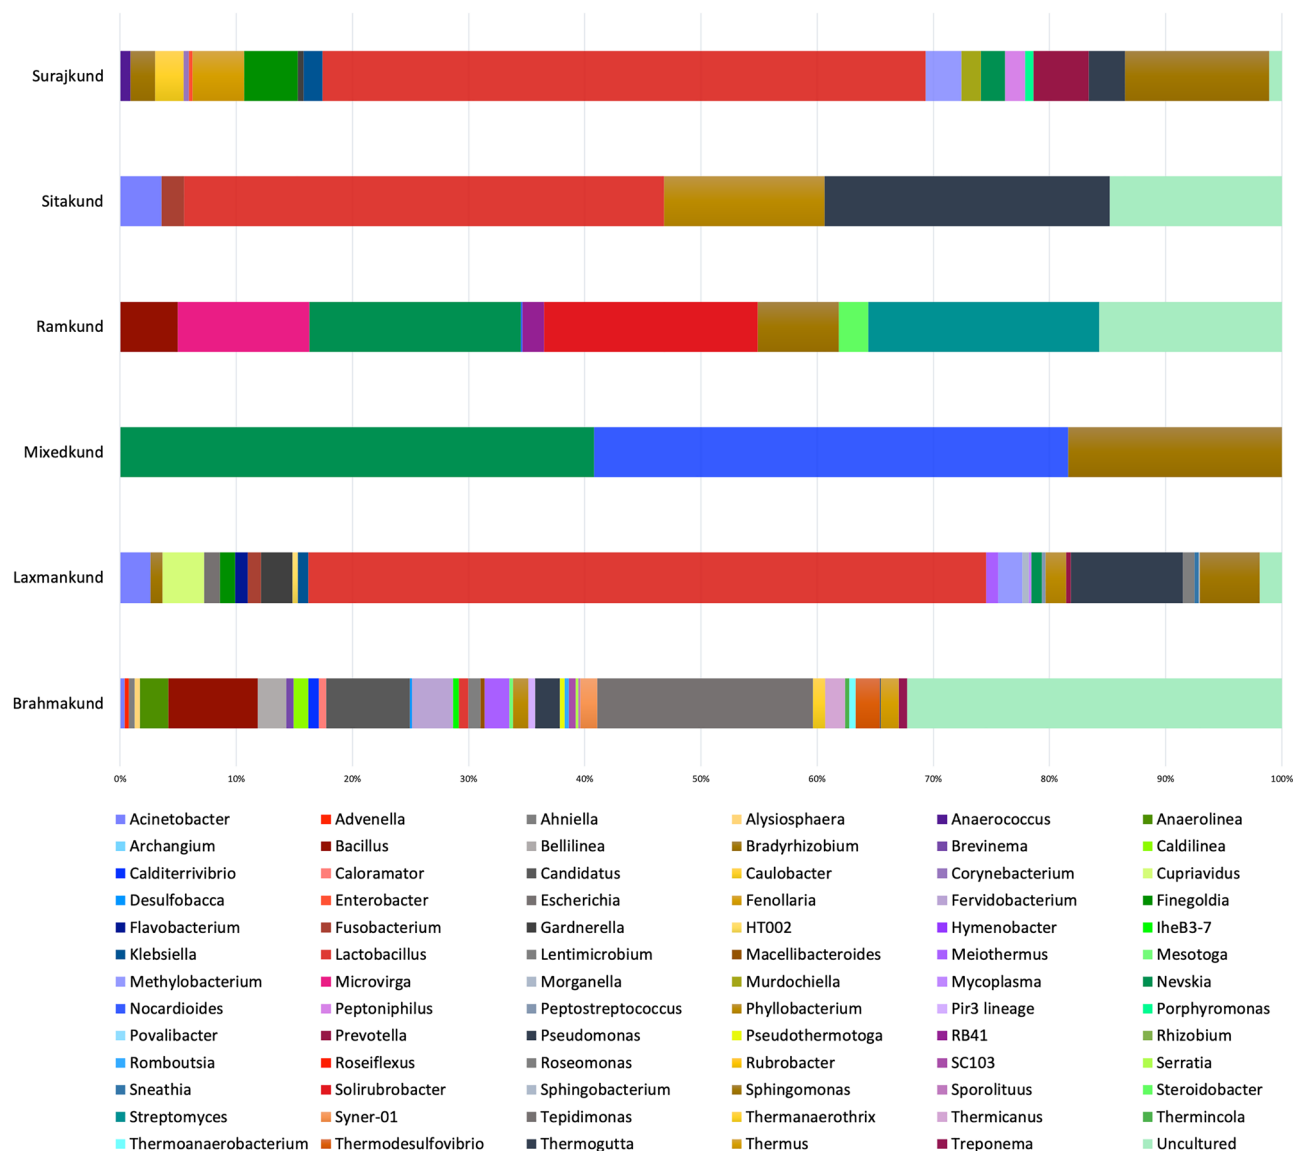 Surajkund
Sitakund
Ramkund
Mixedkund
Laxmankund
Brahmakund
0% 10% 20% 30% 40% 50% 60% 70% 80% 90% 100%
Acinetobacter Advenella Ahniella Alysiosphaera Anaerococcus Anaerolinea
Archangium Bacillus Bellilinea Bradyrhizobium Brevinema Caldilinea
Calditerrivibrio Caloramator Candidatus Caulobacter Corynebacterium Cupriavidus
Desulfobacca Enterobacter Escherichia Fenollaria Fervidobacterium Finegoldia
Flavobacterium Fusobacterium Gardnerella HT002 Hymenobacter IheB3-7
Klebsiella Lactobacillus Lentimicrobium Macellibacteroides Meiothermus Mesotoga
Methylobacterium Microvirga Morganella Murdochiella Mycoplasma Nevskia
Nocardioides Peptoniphilus Peptostreptococcus Phyllobacterium Pir3 lineage Porphyromonas
Povalibacter Prevotella Pseudomonas Pseudothermotoga RB41 Rhizobium
Romboutsia Roseiflexus Roseomonas Rubrobacter SC103 Serratia
Sneathia Solirubrobacter Sphingobacterium Sphingomonas Sporolituus Steroidobacter
Streptomyces Syner-01 Tepidimonas Thermanaerothrix Thermicanus Thermincola
Thermoanaerobacterium Thermodesulfovibrio Thermogutta Thermus Treponema Uncultured